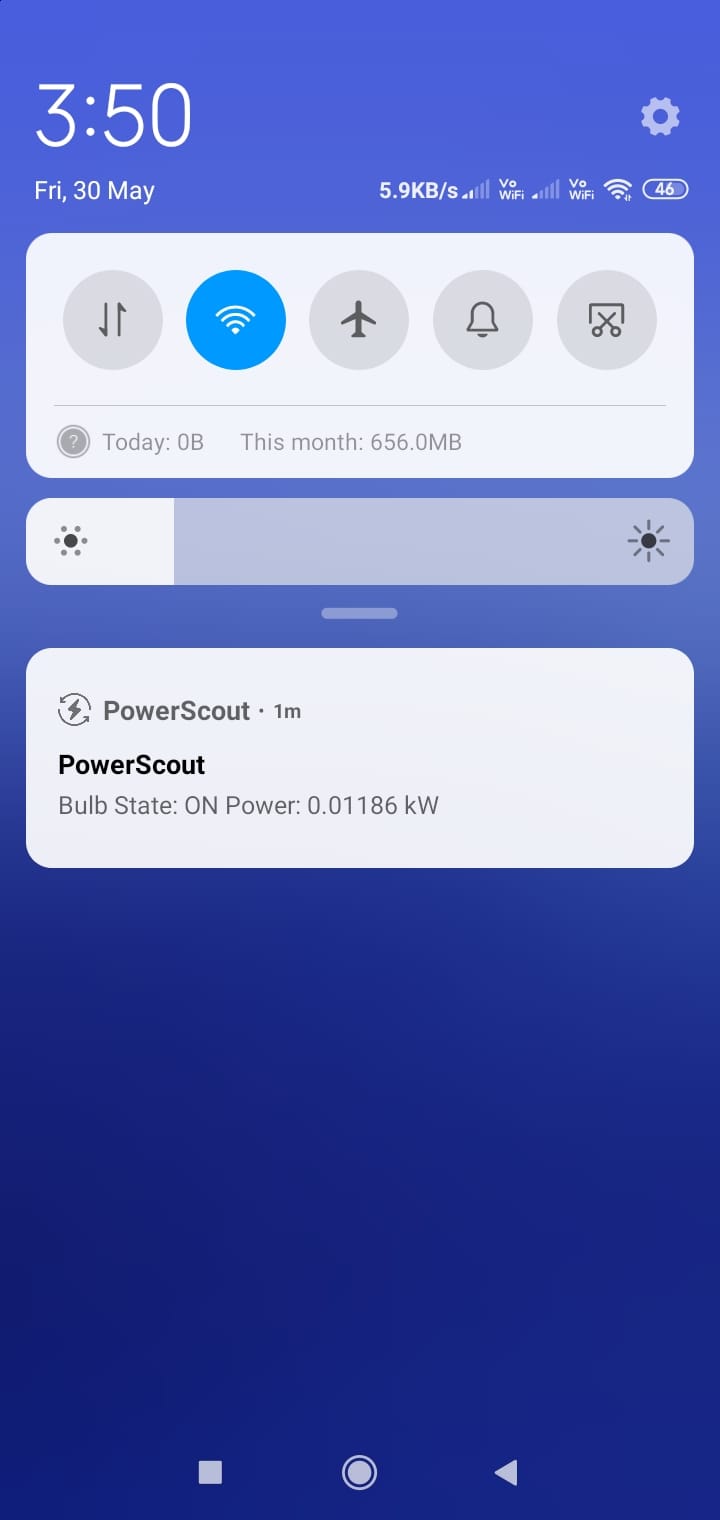 3:50
Fri, 30 May 5.9KB/s Vo WiFi Vo WiFi 46
? Today: 0B This month: 656.0MB
PowerScout · 1m
PowerScout
Bulb State: ON Power: 0.01186 kW